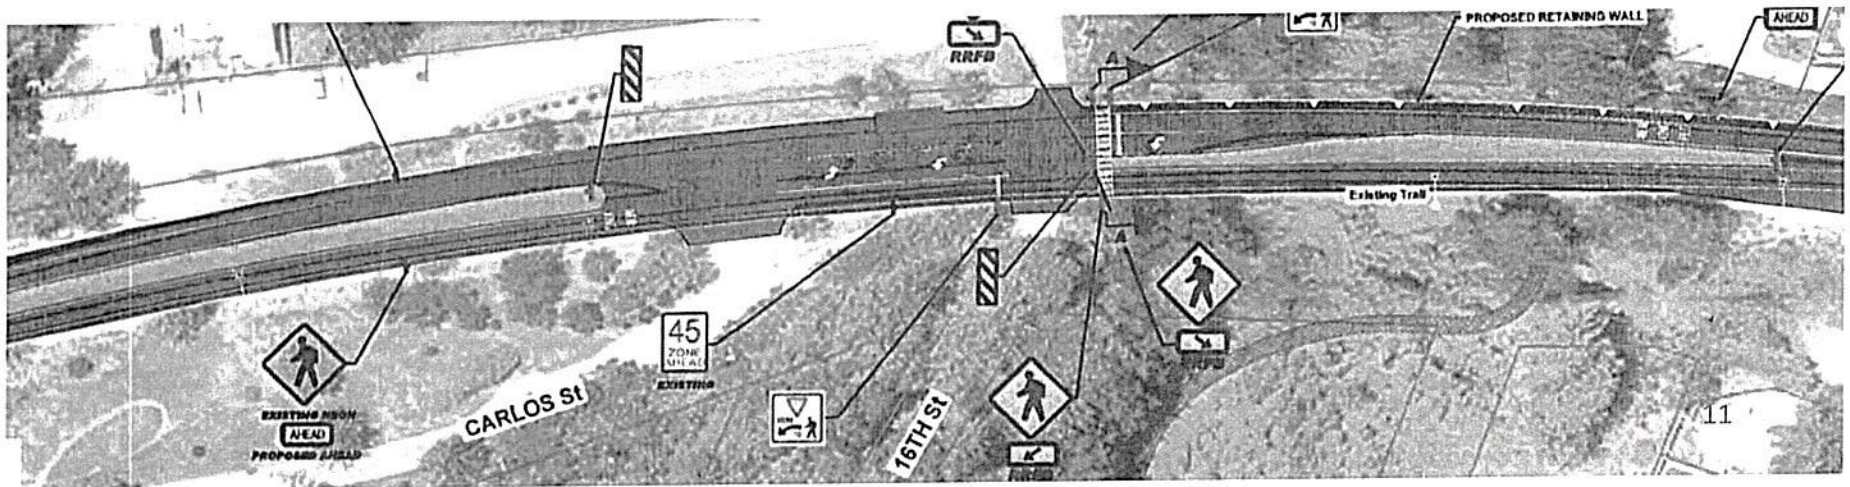 PROPOSED RETAINING WALL
AHEAD
RRFB
A
Existing Trail
A
45
ZONE
AHEAD
EXISTING
EXISTING NEON
AHEAD
PROPOSED AHEAD
CARLOS St
16TH St
11